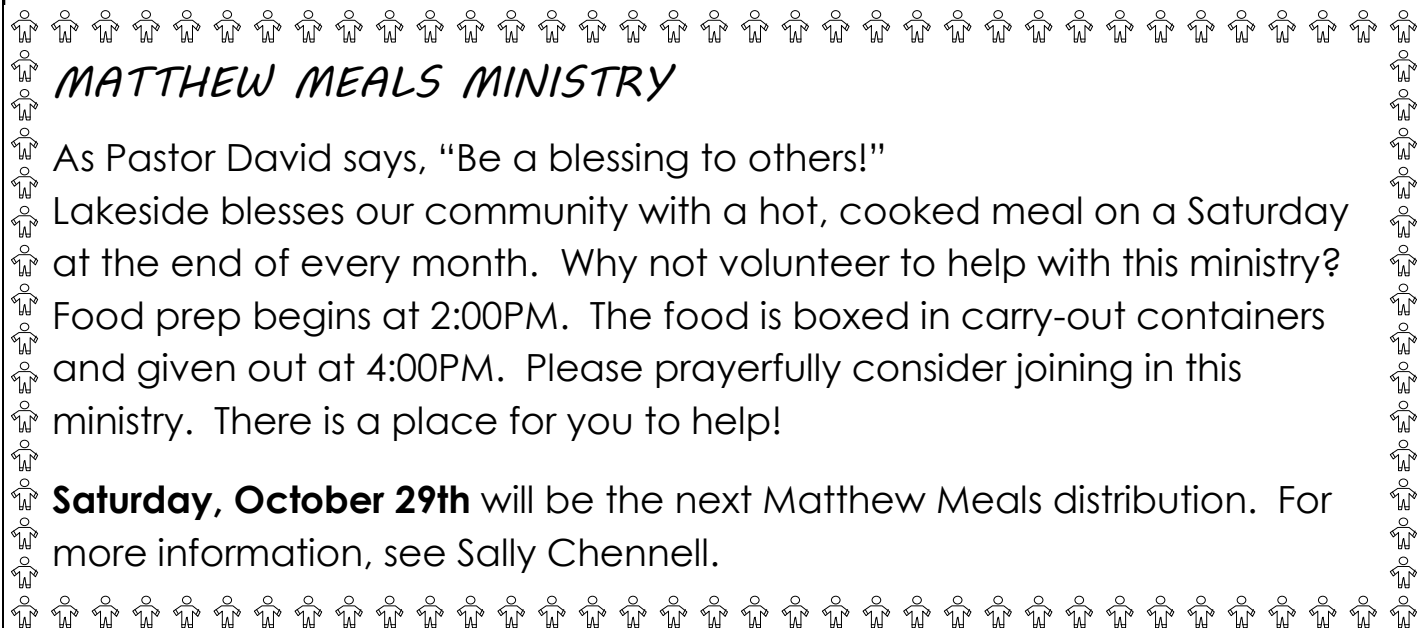 MATTHEW MEALS MINISTRY
As Pastor David says, “Be a blessing to others!”
Lakeside blesses our community with a hot, cooked meal on a Saturday
at the end of every month.  Why not volunteer to help with this ministry?
Food prep begins at 2:00PM.  The food is boxed in carry-out containers
and given out at 4:00PM.  Please prayerfully consider joining in this
ministry.  There is a place for you to help!
Saturday, October 29th will be the next Matthew Meals distribution.  For
more information, see Sally Chennell.